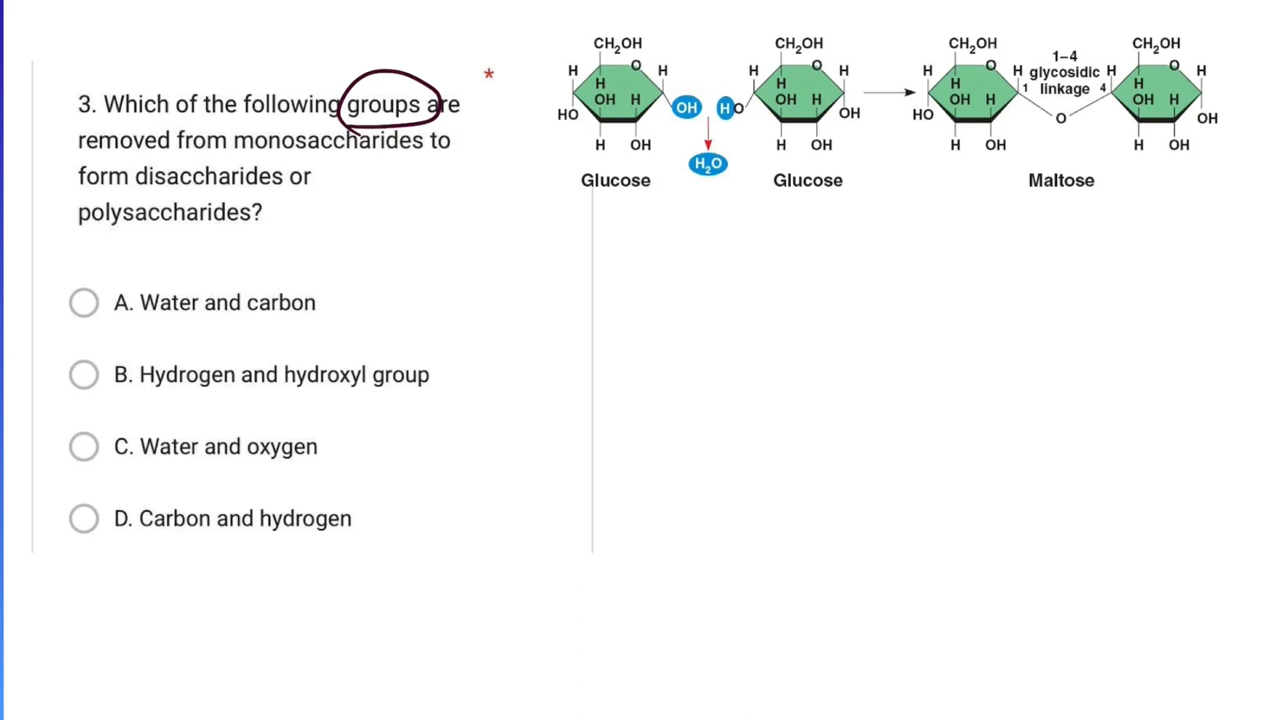 3. Which of the following groups are
removed from monosaccharides to
form disaccharides or
polysaccharides?
*
A. Water and carbon
B. Hydrogen and hydroxyl group
C. Water and oxygen
D. Carbon and hydrogen
CH₂OH
H
O
H
H
OH
H
HO
OH
H
OH
Glucose
H₂O
CH₂OH
H
O
H
H
OH
H
HO
OH
H
OH
Glucose
CH₂OH
H
O
H
H
OH
H
HO
H
OH
1–4
glycosidic
linkage
1
4
O
Maltose
CH₂OH
H
O
H
H
OH
H
OH
H
OH